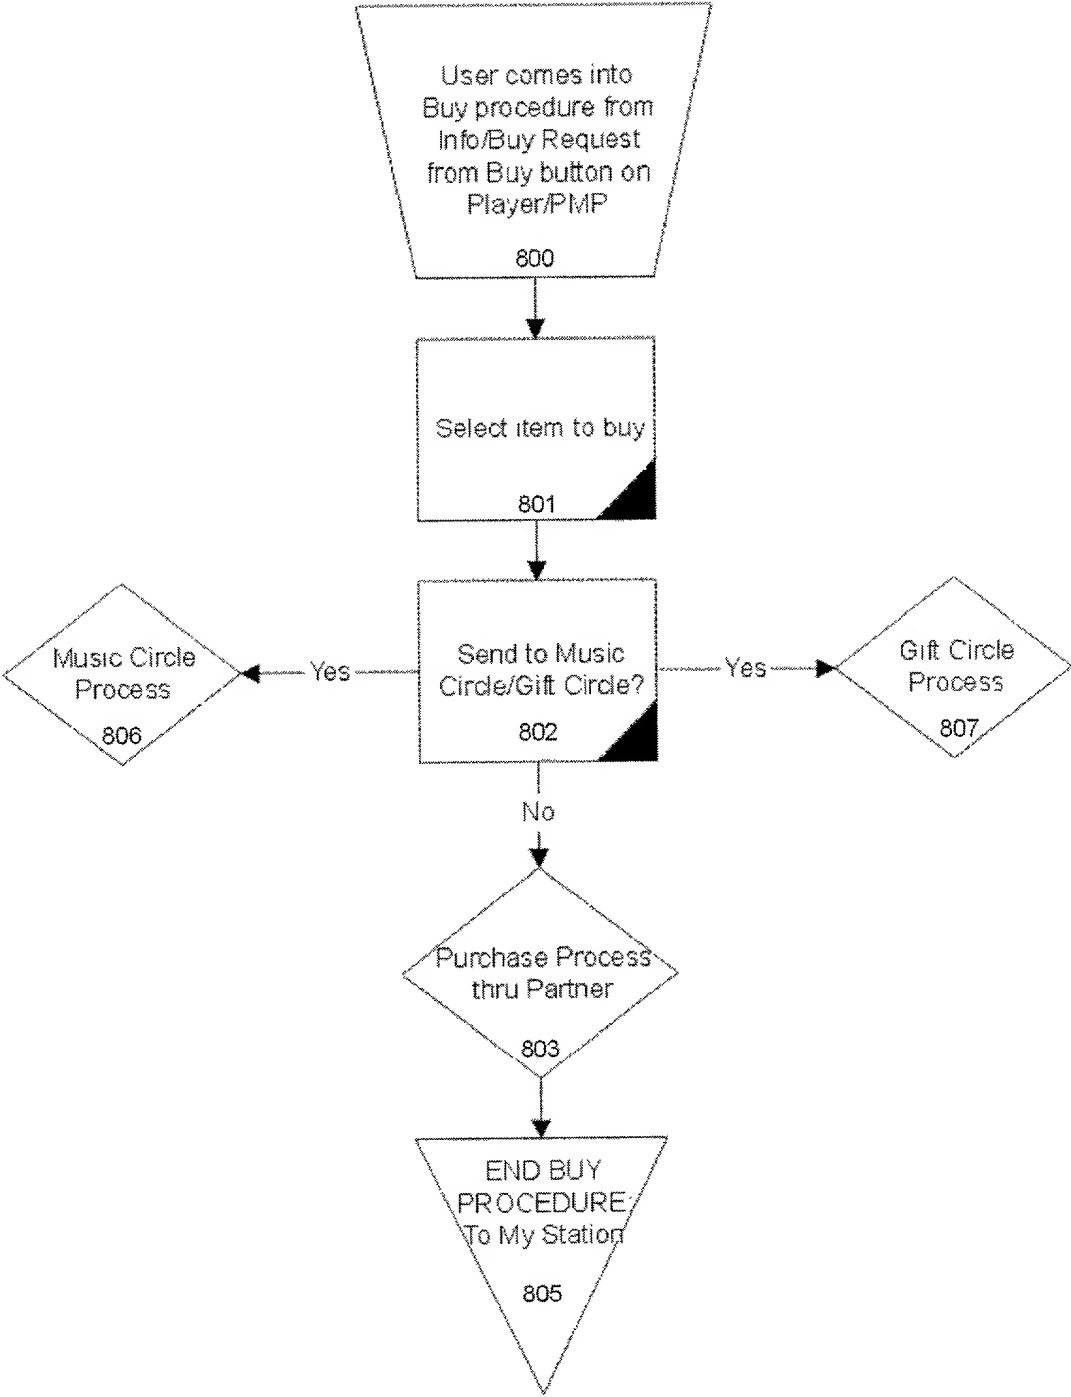 User comes into
Buy procedure from
Info/Buy Request
from Buy button on
Player/PMP
800
Select item to buy
801
Send to Music
Circle/Gift Circle?
802
Yes
Music Circle
Process
806
Yes
Gift Circle
Process
807
No
Purchase Process
thru Partner
803
END BUY
PROCEDURE:
To My Station
805